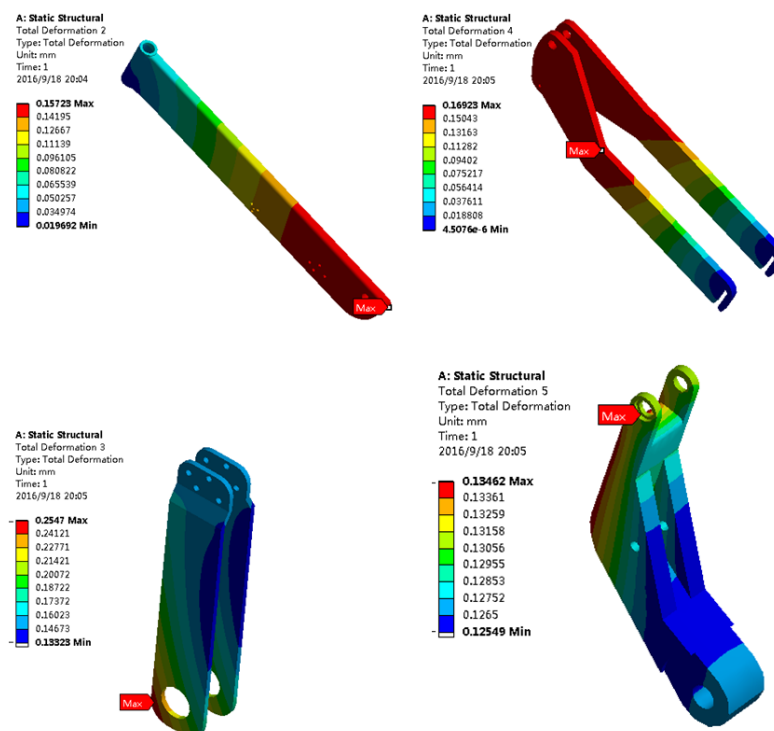 A: Static Structural
Total Deformation 2
Type: Total Deformation
Unit: mm
Time: 1
2016/9/18 20:04
0.15723 Max
0.14195
0.12667
0.11139
0.096105
0.080822
0.065539
0.050257
0.034974
0.019692 Min
Max
A: Static Structural
Total Deformation 4
Type: Total Deformation
Unit: mm
Time: 1
2016/9/18 20:05
0.16923 Max
0.15043
0.13163
0.11282
0.09402
0.075217
0.056414
0.037611
0.018808
4.5076e-6 Min
Max
A: Static Structural
Total Deformation 3
Type: Total Deformation
Unit: mm
Time: 1
2016/9/18 20:05
0.2547 Max
0.24121
0.22771
0.21421
0.20072
0.18722
0.17372
0.16023
0.14673
0.13323 Min
Max
A: Static Structural
Total Deformation 5
Type: Total Deformation
Unit: mm
Time: 1
2016/9/18 20:05
0.13462 Max
0.13361
0.13259
0.13158
0.13056
0.12955
0.12853
0.12752
0.1265
0.12549 Min
Max